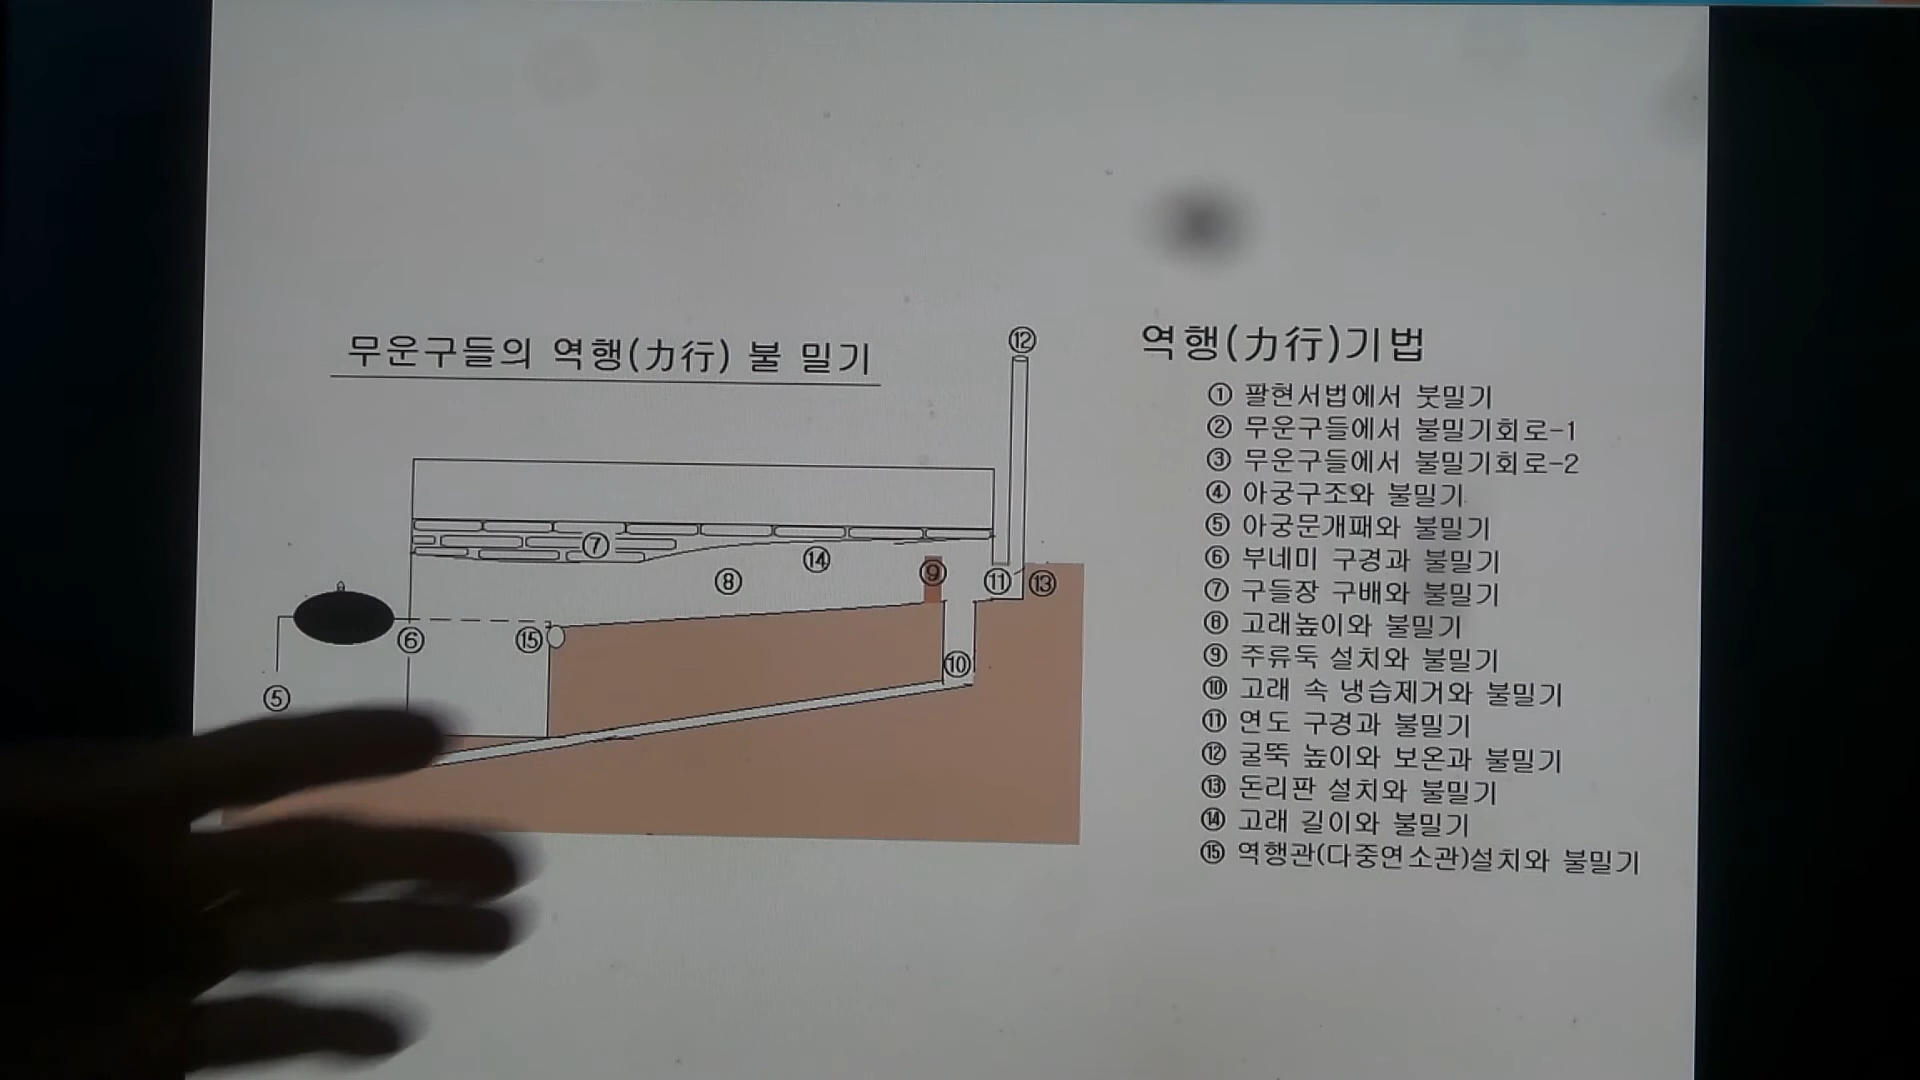 무운구들의 역행(力行) 불 밀기
⑫
⑦
⑭
⑧
⑨
⑪
⑬
⑥
⑮
⑩
⑤
역행(力行)기법
① 팔현서법에서 붓밀기
② 무운구들에서 불밀기회로-1
③ 무운구들에서 불밀기회로-2
④ 아궁구조와 불밀기
⑤ 아궁문개패와 불밀기
⑥ 부네미 구경과 불밀기
⑦ 구들장 구배와 불밀기
⑧ 고래높이와 불밀기
⑨ 주류둑 설치와 불밀기
⑩ 고래 속 냉습제거와 불밀기
⑪ 연도 구경과 불밀기
⑫ 굴뚝 높이와 보온과 불밀기
⑬ 돈리판 설치와 불밀기
⑭ 고래 길이와 불밀기
⑮ 역행관(다중연소관)설치와 불밀기